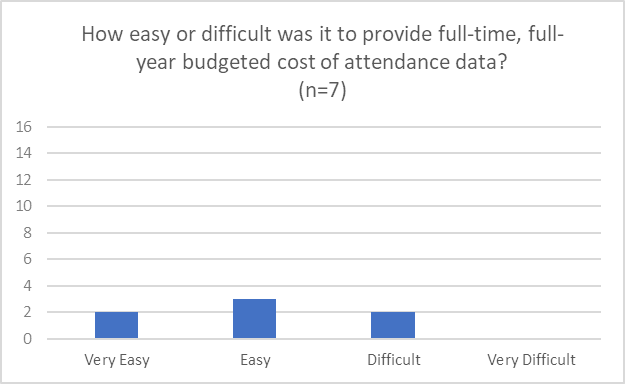 How easy or difficult was it to provide full-time, full-
year budgeted cost of attendance data?
(n=7)
16
14
12
10
8
6
4
2
0
Very Easy Easy Difficult Very Difficult